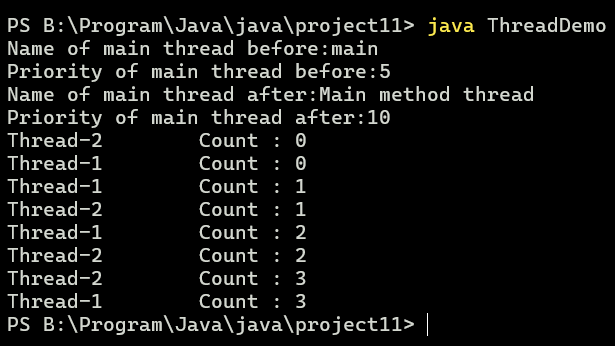 PS B:\Program\Java\java\project11> java ThreadDemo
Name of main thread before:main
Priority of main thread before:5
Name of main thread after:Main method thread
Priority of main thread after:10
Thread-2        Count : 0
Thread-1        Count : 0
Thread-1        Count : 1
Thread-2        Count : 1
Thread-1        Count : 2
Thread-2        Count : 2
Thread-2        Count : 3
Thread-1        Count : 3
PS B:\Program\Java\java\project11>